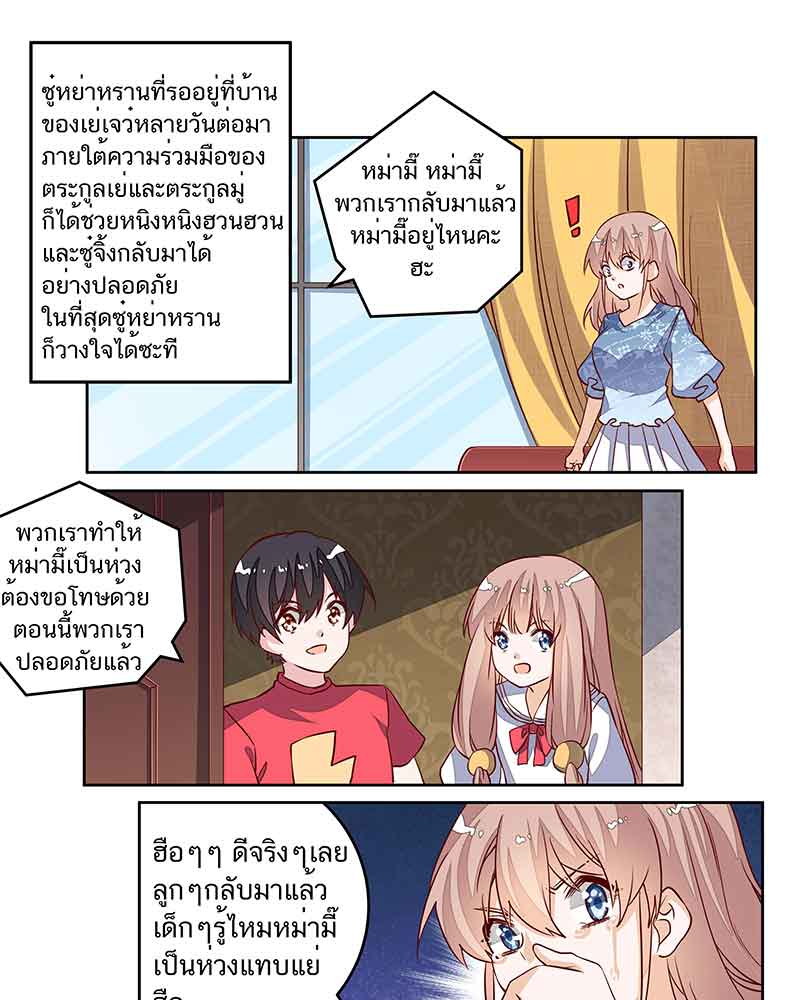 ซู๋หย่าหรานที่รออยู่ที่บ้าน
ของเย่เจว๋หลายวันต่อมา
ภายใต้ความร่วมมือของ
ตระกูลเย่และตระกูลมู่
ก็ได้ช่วยหนิงหนิงฮวนฮวน
และซู๋จิ้งกลับมาได้
อย่างปลอดภัย
ในที่สุดซู๋หย่าหราน
ก็วางใจได้ซะที
หม่ามี๊ หม่ามี๊
พวกเรากลับมาแล้ว
หม่ามี๊อยู่ไหนคะ
ฮะ
!
พวกเราทำให้
หม่ามี๊เป็นห่วง
ต้องขอโทษด้วย
ตอนนี้พวกเรา
ปลอดภัยแล้ว
ฮือๆๆ ดีจริงๆเลย
ลูกๆกลับมาแล้ว
เด็กๆรู้ไหมหม่ามี๊
เป็นห่วงแทบแย่